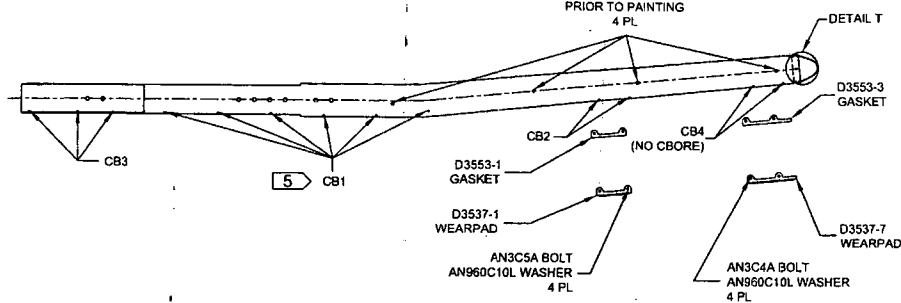 PRIOR TO PAINTING
4 PL
DETAIL T
D3553-3
GASKET
CB3
5
CB1
CB2
CB4
(NO CBORE)
D3553-1
GASKET
D3537-1
WEARPAD
D3537-7
WEARPAD
AN3C5A BOLT
AN960C10L WASHER
4 PL
AN3C4A BOLT
AN960C10L WASHER
4 PL